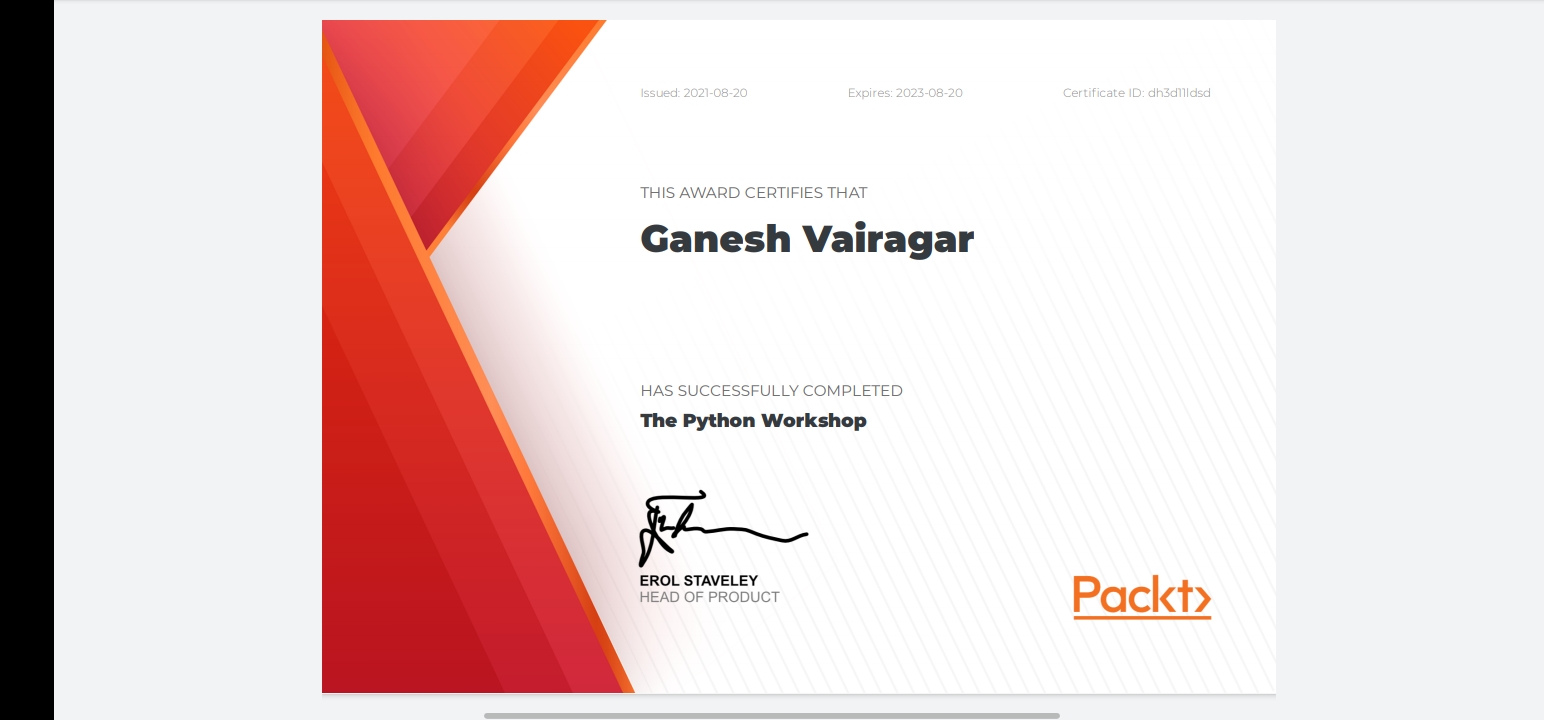 Issued: 2021-08-20 Expires: 2023-08-20 Certificate ID: dh3d11ldsd
THIS AWARD CERTIFIES THAT
Ganesh Vairagar
HAS SUCCESSFULLY COMPLETED
The Python Workshop
EROL STAVELEY
HEAD OF PRODUCT
Packt>